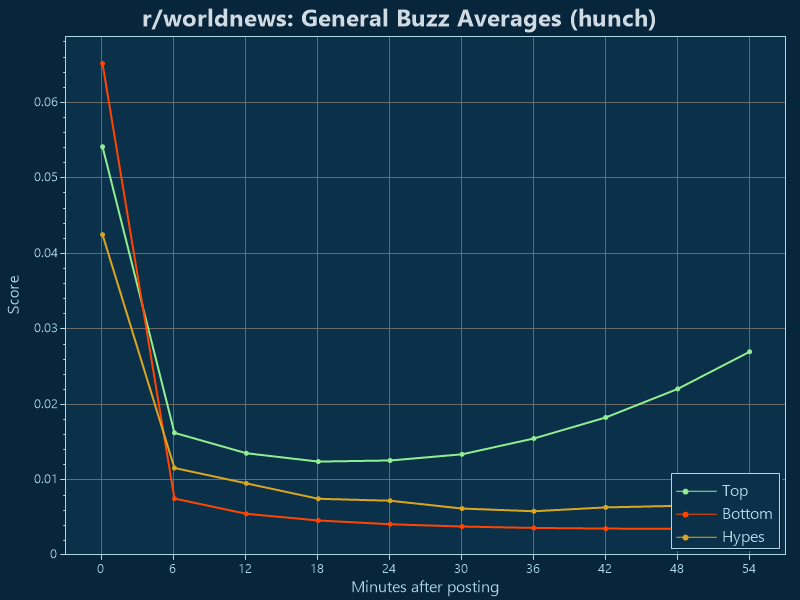 r/worldnews: General Buzz Averages (hunch)
0.06
0.05
0.04
0.03
0.02
0.01
0
Score
Top
Bottom
Hypes
0 6 12 18 24 30 36 42 48 54
Minutes after posting